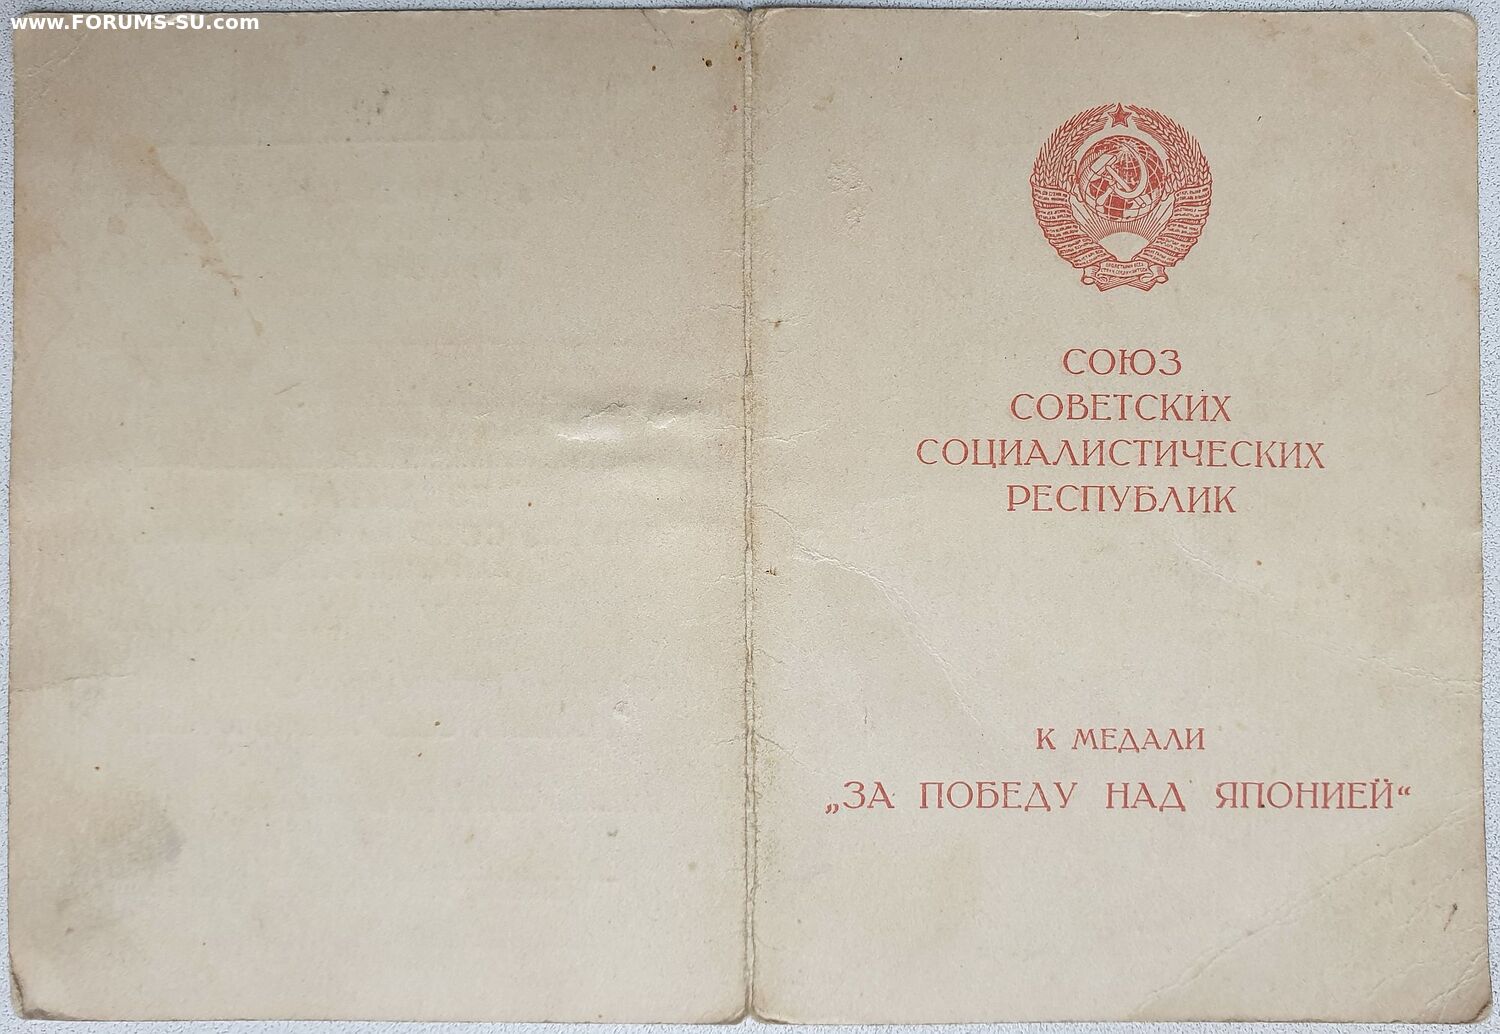 www.FORUMS-SU.com
СОЮЗ
СОВЕТСКИХ
СОЦИАЛИСТИЧЕСКИХ
РЕСПУБЛИК
К МЕДАЛИ
„ЗА ПОБЕДУ НАД ЯПОНИЕЙ“